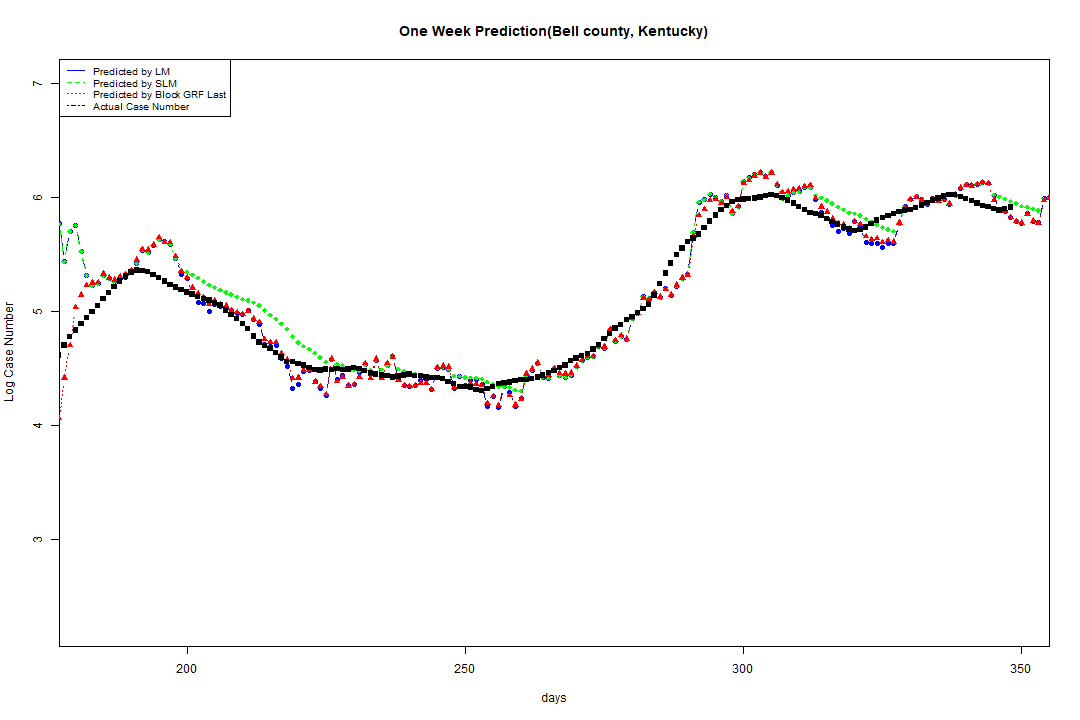 One Week Prediction(Bell county, Kentucky)
Predicted by LM
Predicted by SLM
Predicted by Block GRF Last
Actual Case Number
7
6
5
4
3
Log Case Number
200
250
300
350
days